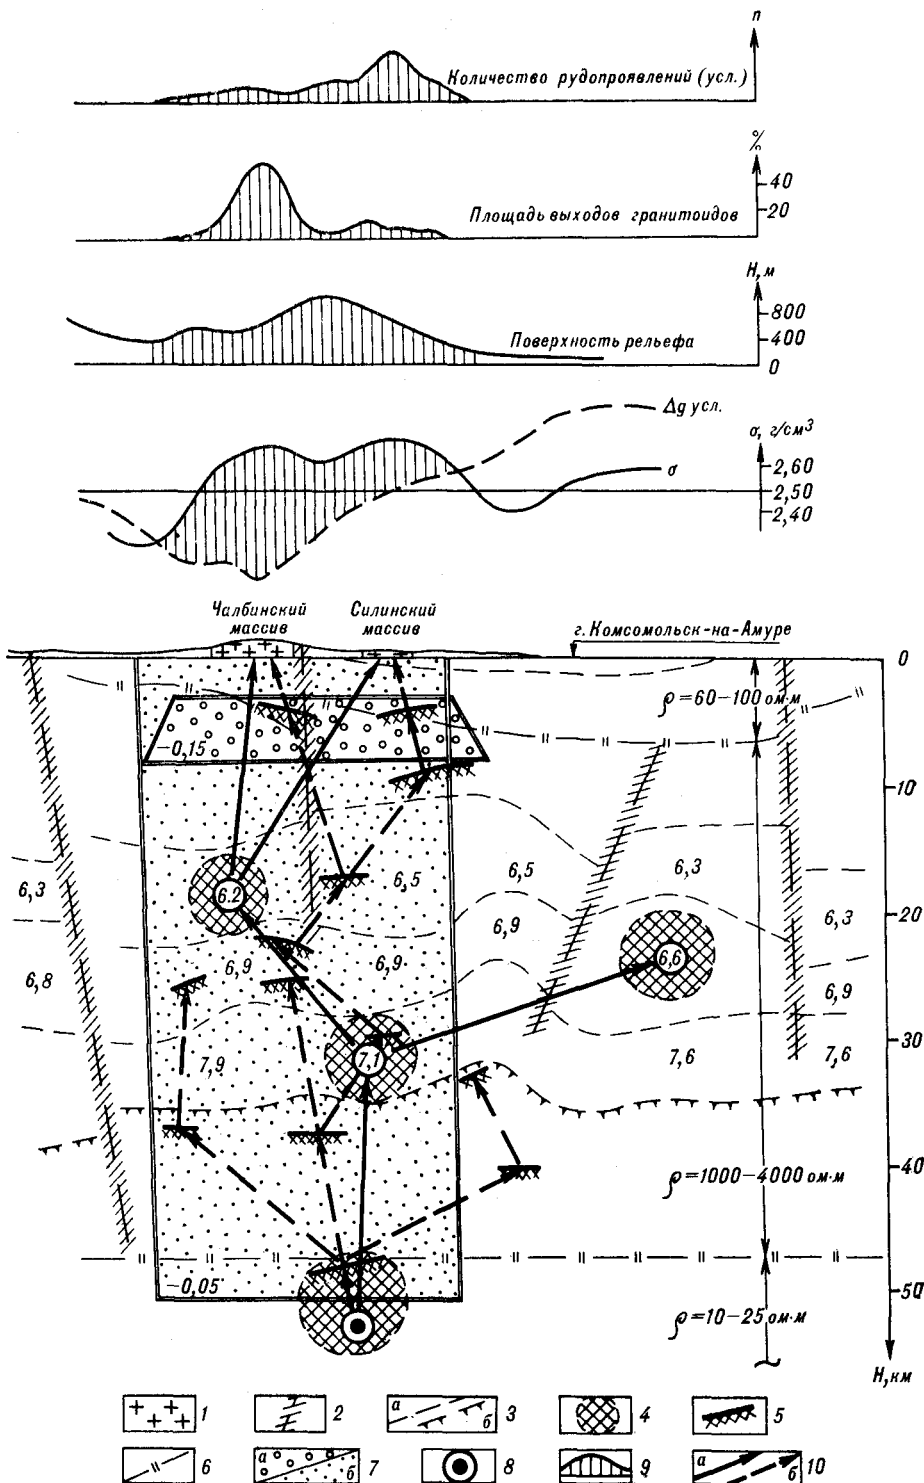 n
Количество рудопроявлений (усл.)
%
40
Площадь выходов гранитоидов
20
H, м
800
400
Поверхность рельефа
0
Δg усл.
σ, г/см³
σ
2,60
2,50
2,40
Чалбинский массив
Силинский массив
г. Комсомольск-на-Амуре
0
ρ=60–100 ом·м
–0,15
10
6,3
6.2
6,5
6,5
6,3
20
6,3
6,8
6,9
6,9
6,9
6,6
6,9
30
7,9
7,1
7,6
7,6
40
ρ=1000–4000 ом·м
–0,05
50
ρ=10–25 ом·м
H, км
1
2
а б 3
4
5
6
а б 7
8
9
а б 10